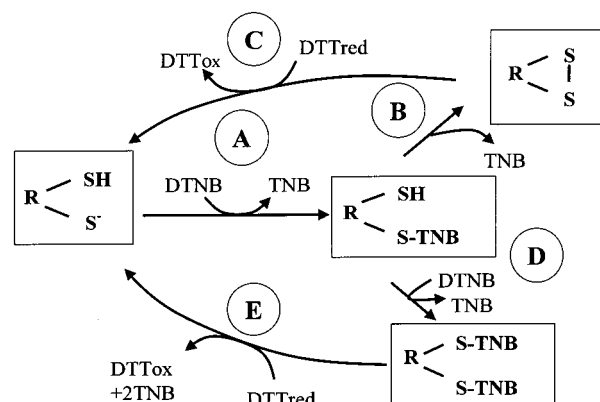 C
DTTox
DTTred
R
S
S
A
B
TNB
R
SH
S-
DTNB
TNB
R
SH
S-TNB
D
DTNB
TNB
E
R
S-TNB
S-TNB
DTTox
+2TNB
DTTred